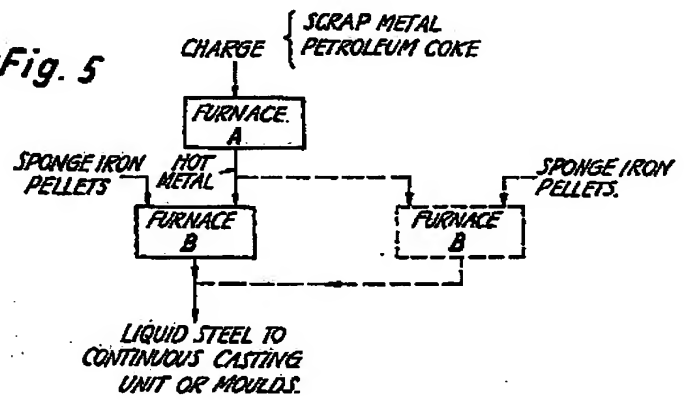 Fig. 5
CHARGE
SCRAP METAL
PETROLEUM COKE
FURNACE.
A
SPONGE IRON
PELLETS
HOT
METAL
SPONGE IRON
PELLETS.
FURNACE
B
FURNACE
B
LIQUID STEEL TO
CONTINUOUS CASTING
UNIT OR MOULDS.